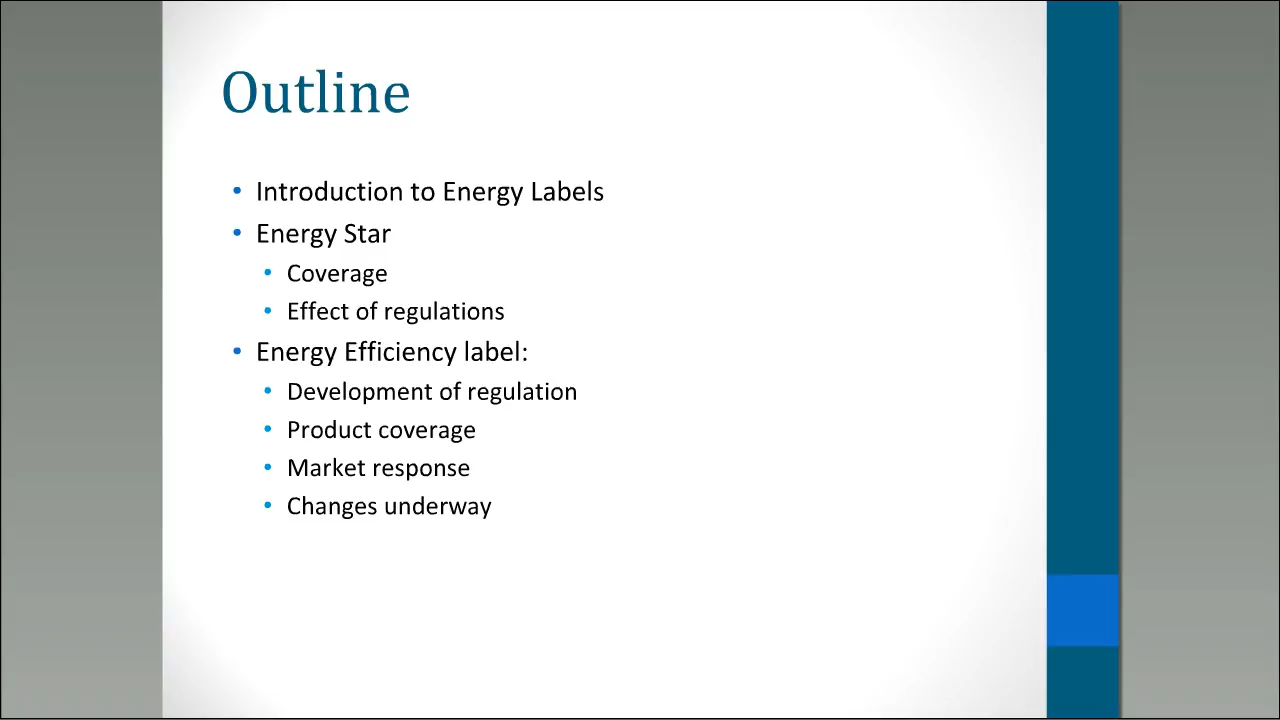 Outline
• Introduction to Energy Labels
• Energy Star
• Coverage
• Effect of regulations
• Energy Efficiency label:
• Development of regulation
• Product coverage
• Market response
• Changes underway